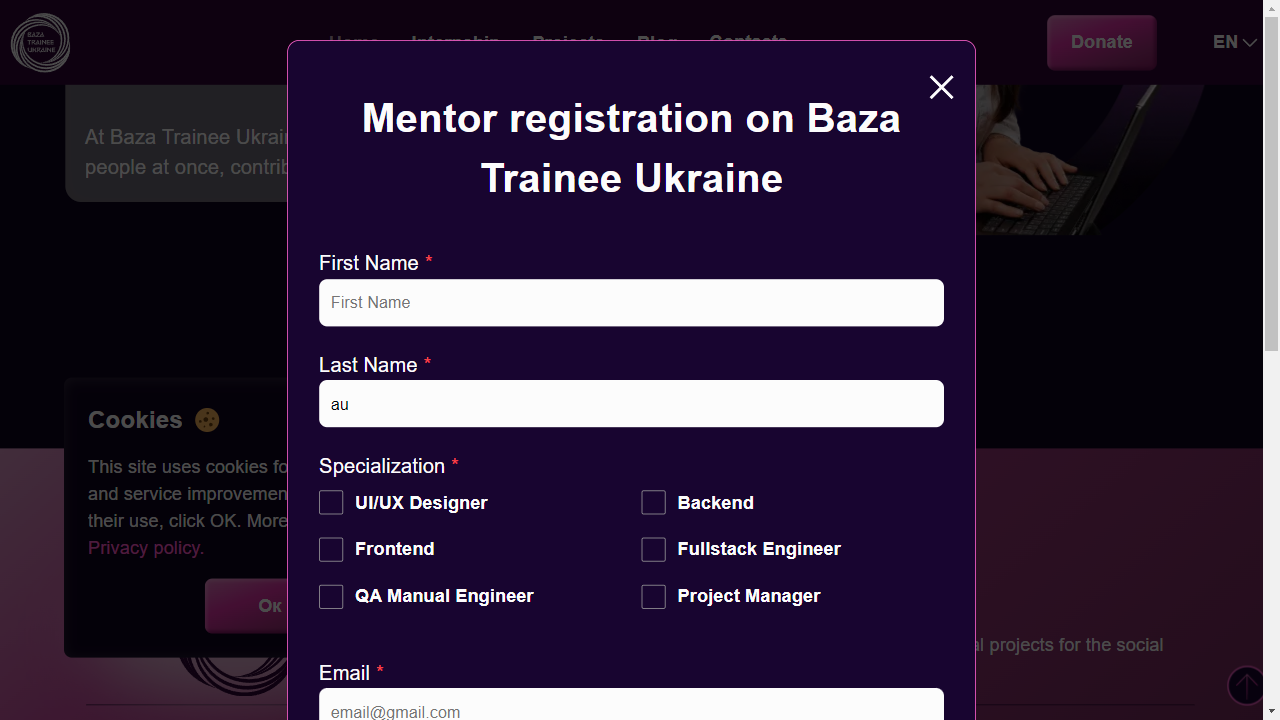 BAZA
TRAINEE
UKRAINE
Home Internship Projects Blog Contacts
Donate
EN
At Baza Trainee Ukrai
people at once, contrib
Mentor registration on Baza
Trainee Ukraine
First Name *
First Name
Last Name *
au
Specialization *
UI/UX Designer
Backend
Frontend
Fullstack Engineer
QA Manual Engineer
Project Manager
Email *
email@gmail.com
Cookies
This site uses cookies fo
and service improvemen
their use, click OK. More
Privacy policy.
Ок
al projects for the social